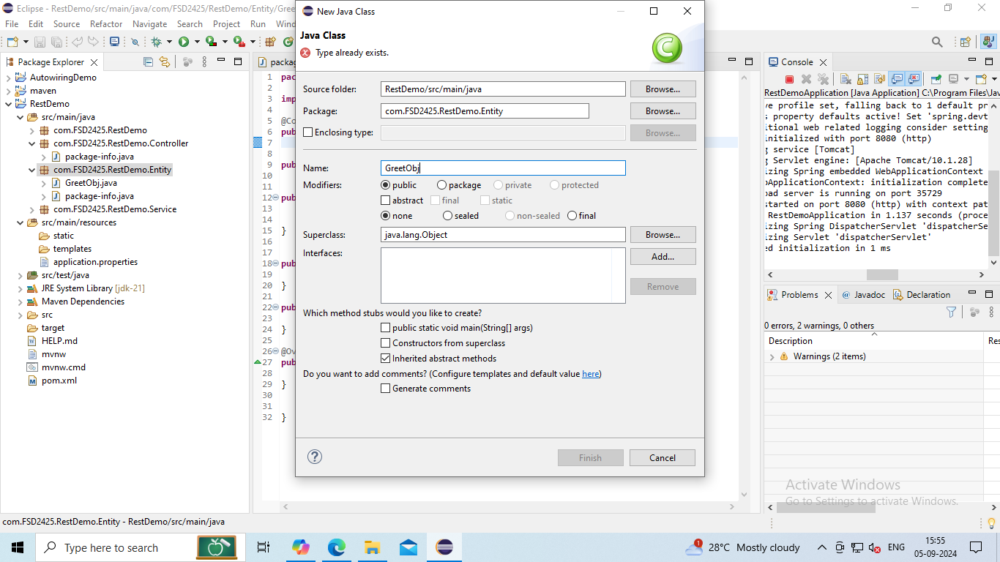 Eclipse - RestDemo/src/main/java/com/FSD2425/RestDemo/Entity/Gree
File Edit Source Refactor Navigate Search Project Run Wind
Package Explorer
AutowiringDemo
maven
RestDemo
src/main/java
com.FSD2425.RestDemo
com.FSD2425.RestDemo.Controller
package-info.java
com.FSD2425.RestDemo.Entity
GreetObj.java
package-info.java
com.FSD2425.RestDemo.Service
src/main/resources
static
templates
application.properties
src/test/java
JRE System Library [jdk-21]
Maven Dependencies
src
target
HELP.md
mvnw
mvnw.cmd
pom.xml
packag
1 pac
2
3 imp
4
5 @Co
6 pub
7
8
9 pub
10
11
12 pub
13
14
15 }
16
17
18 pub
19
20 }
21
22 pub
23
24 }
25
26 @Ov
27 pub
28
29 }
30
31
32 }
New Java Class
Java Class
Type already exists.
C
Source folder: RestDemo/src/main/java Browse...
Package: com.FSD2425.RestDemo.Entity Browse...
Enclosing type: Browse...
Name: GreetObj
Modifiers: public package private protected
abstract final static
none sealed non-sealed final
Superclass: java.lang.Object Browse...
Interfaces: Add...
Remove
Which method stubs would you like to create?
public static void main(String[] args)
Constructors from superclass
Inherited abstract methods
Do you want to add comments? (Configure templates and default value here)
Generate comments
? Finish Cancel
Console
RestDemoApplication [Java Application] C:\Program Files\Jav
ve profile set, falling back to 1 default pr
s property defaults active! Set 'spring.devt
itional web related logging consider setting
initialized with port 8080 (http)
g service [Tomcat]
g Servlet engine: [Apache Tomcat/10.1.28]
izing Spring embedded WebApplicationContext
bApplicationContext: initialization complete
oad server is running on port 35729
started on port 8080 (http) with context pat
RestDemoApplication in 1.137 seconds (proce
izing Spring DispatcherServlet 'dispatcherSe
izing Servlet 'dispatcherServlet'
ed initialization in 1 ms
Problems @ Javadoc Declaration
0 errors, 2 warnings, 0 others
Description Res
Warnings (2 items)
Activate Windows
Go to Settings to activate Windows.
com.FSD2425.RestDemo.Entity - RestDemo/src/main/java
Type here to search
1 28°C Mostly cloudy ENG 15:55
05-09-2024